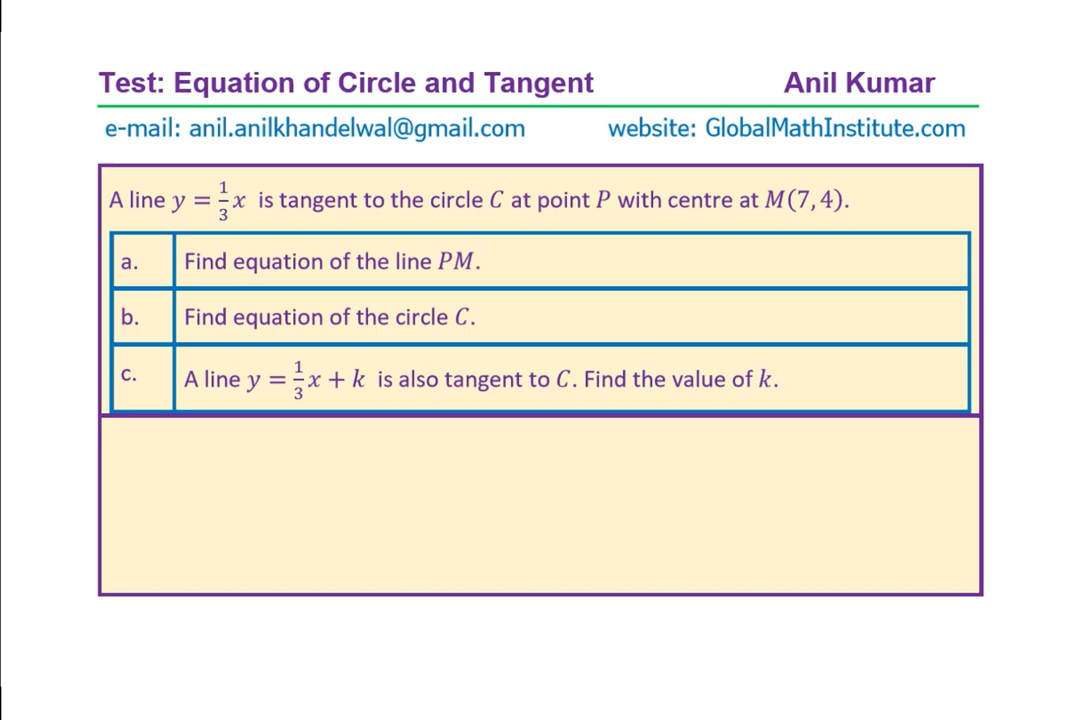 Test: Equation of Circle and Tangent Anil Kumar
e-mail: anil.anilkhandelwal@gmail.com website: GlobalMathInstitute.com
A line y = 1/3 x is tangent to the circle C at point P with centre at M(7,4).
a. Find equation of the line PM.
b. Find equation of the circle C.
c. A line y = 1/3 x + k is also tangent to C. Find the value of k.